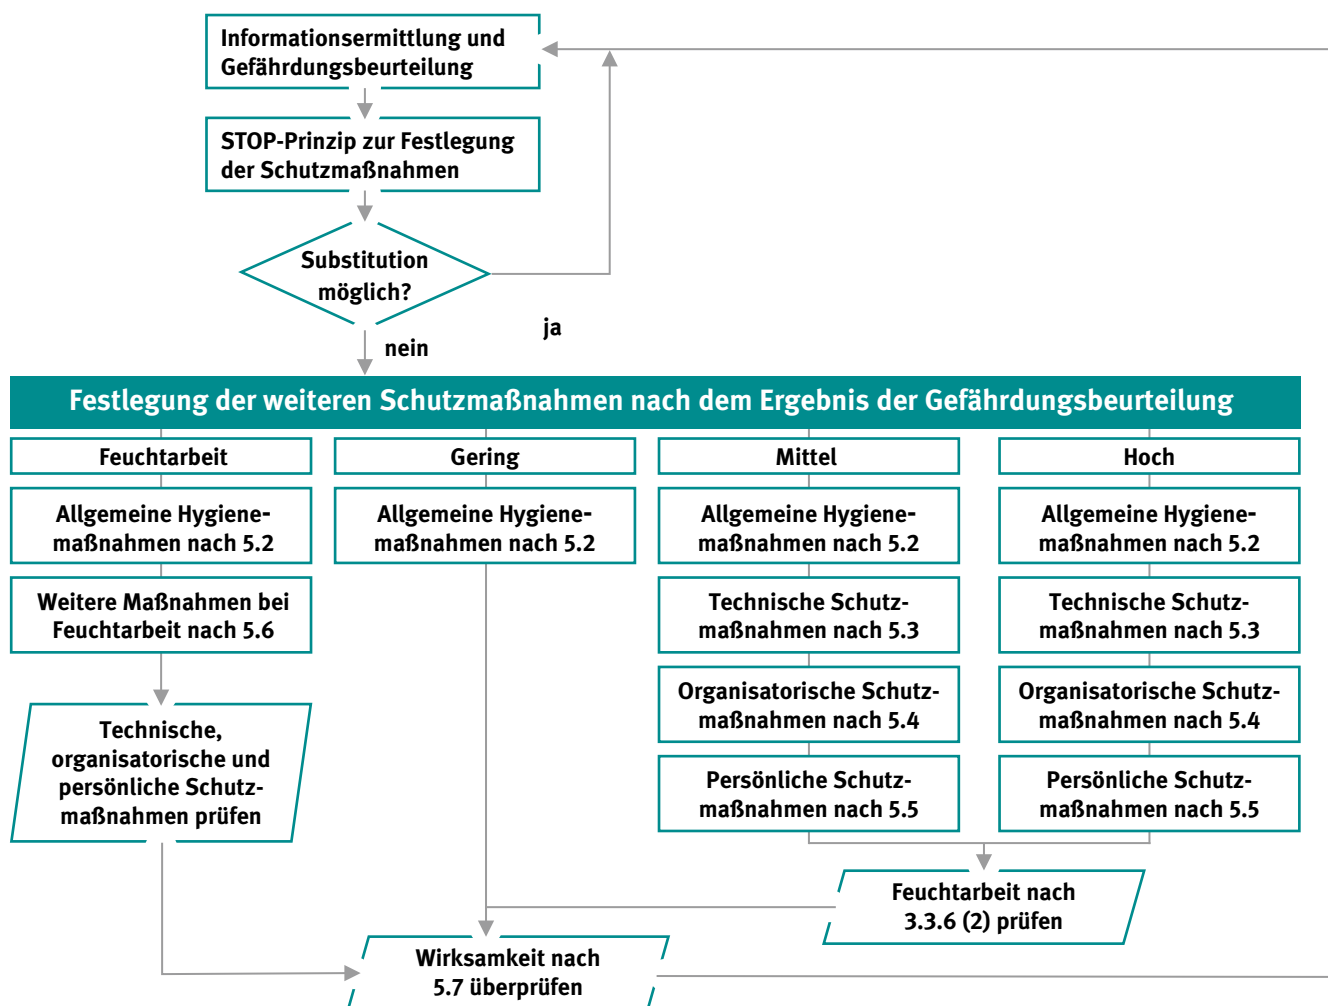 Informationsermittlung und
Gefährdungsbeurteilung
STOP-Prinzip zur Festlegung
der Schutzmaßnahmen
Substitution
möglich?
ja
nein
Festlegung der weiteren Schutzmaßnahmen nach dem Ergebnis der Gefährdungsbeurteilung
Feuchtarbeit
Allgemeine Hygiene-
maßnahmen nach 5.2
Weitere Maßnahmen bei
Feuchtarbeit nach 5.6
Technische,
organisatorische und
persönliche Schutz-
maßnahmen prüfen
Gering
Allgemeine Hygiene-
maßnahmen nach 5.2
Mittel
Allgemeine Hygiene-
maßnahmen nach 5.2
Technische Schutz-
maßnahmen nach 5.3
Organisatorische Schutz-
maßnahmen nach 5.4
Persönliche Schutz-
maßnahmen nach 5.5
Hoch
Allgemeine Hygiene-
maßnahmen nach 5.2
Technische Schutz-
maßnahmen nach 5.3
Organisatorische Schutz-
maßnahmen nach 5.4
Persönliche Schutz-
maßnahmen nach 5.5
Feuchtarbeit nach
3.3.6 (2) prüfen
Wirksamkeit nach
5.7 überprüfen